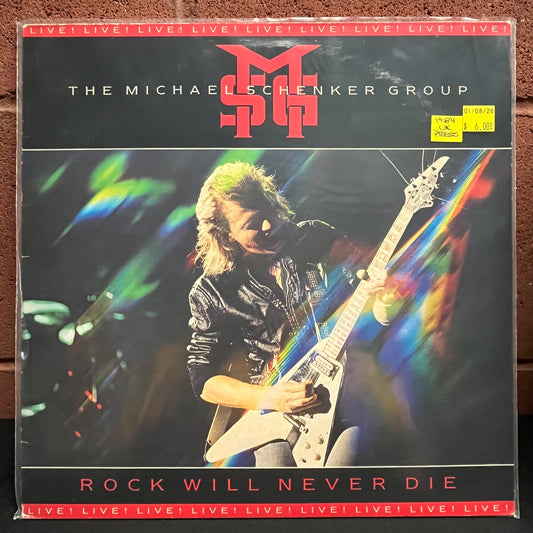 LIVE! LIVE! LIVE! LIVE! LIVE! LIVE! LIVE! LIVE! LIVE! LIVE!
MSG
THE MICHAEL SCHENKER GROUP
01/08/26
$ 6.00
1984
UK
PRESS
ROCK WILL NEVER DIE
LIVE! LIVE! LIVE! LIVE! LIVE! LIVE! LIVE! LIVE! LIVE! LIVE!